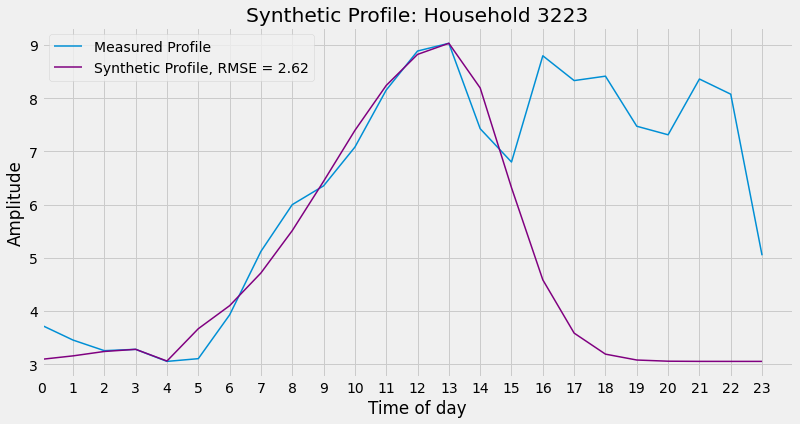 Synthetic Profile: Household 3223
Measured Profile
Synthetic Profile, RMSE = 2.62
Amplitude
9
8
7
6
5
4
3
0 1 2 3 4 5 6 7 8 9 10 11 12 13 14 15 16 17 18 19 20 21 22 23
Time of day